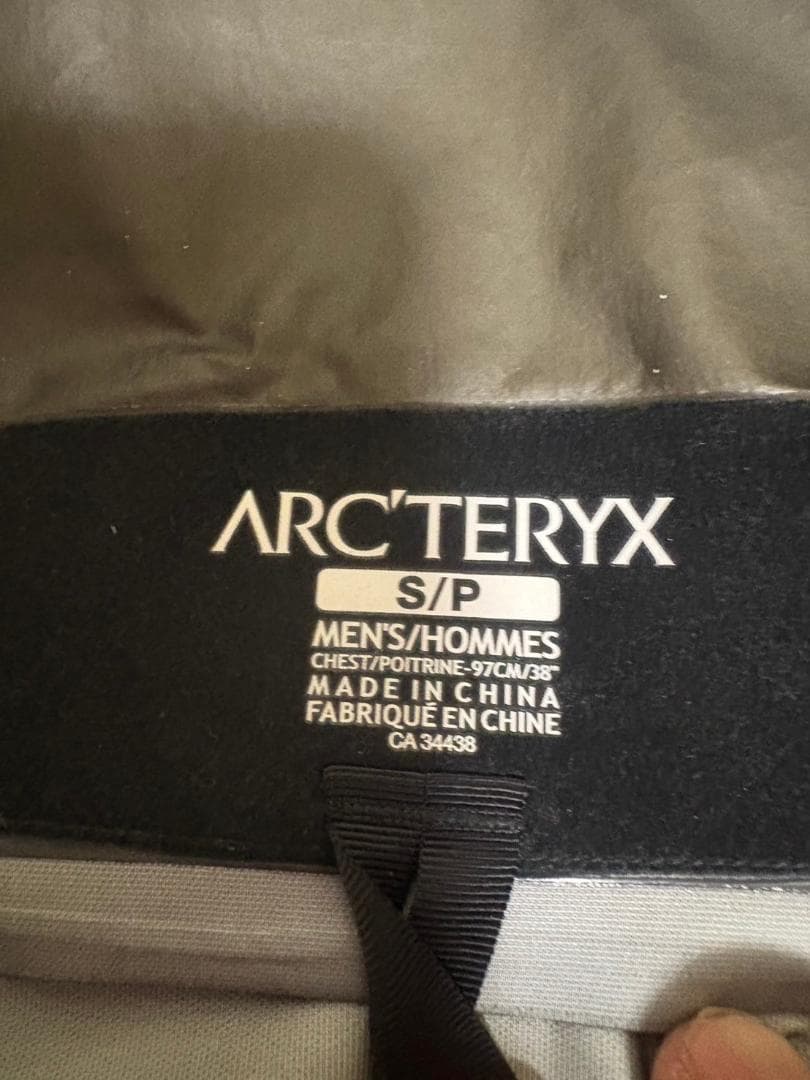 ARC'TERYX
S/P
MEN'S/HOMMES
CHEST/POITRINE-97CM/38"
MADE IN CHINA
FABRIQUÉ EN CHINE
CA 34438